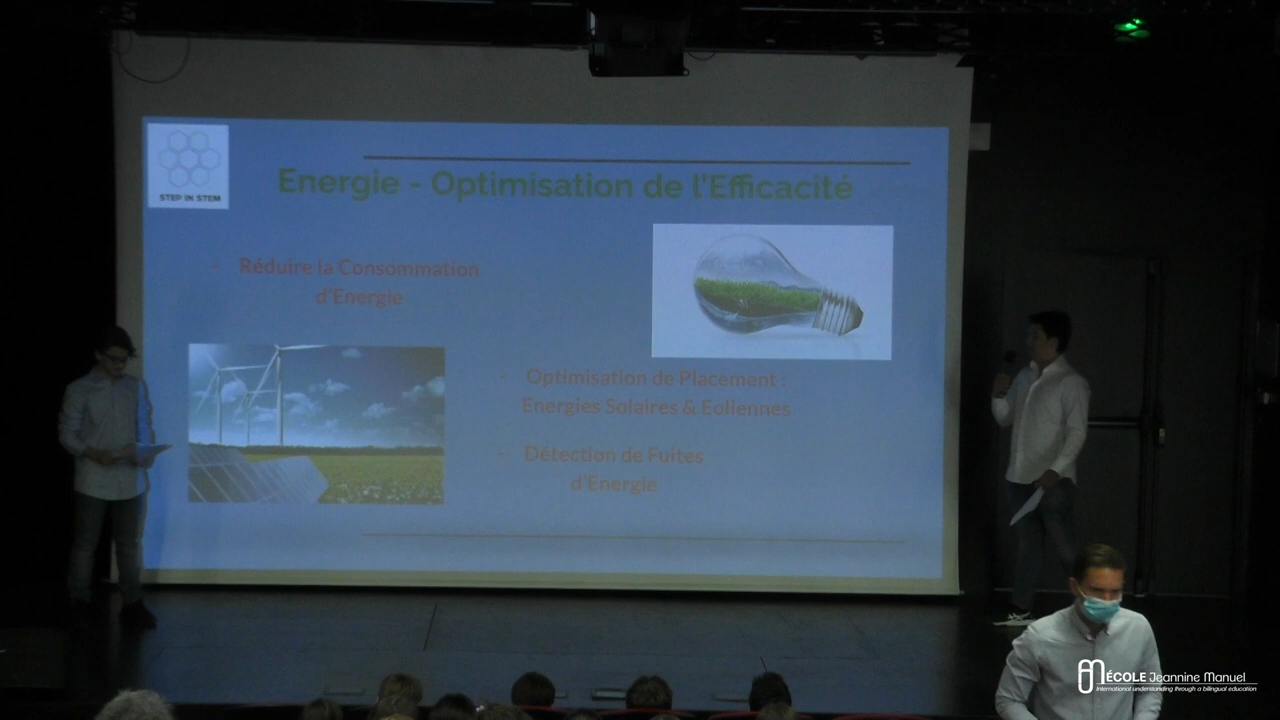 STEP IN STEM
Energie - Optimisation de l'Efficacité
- Réduire la Consommation
d'Energie
- Optimisation de Placement :
Energies Solaires & Eoliennes
- Détection de Fuites
d'Energie
ÉCOLE Jeannine Manuel
International understanding through a bilingual education